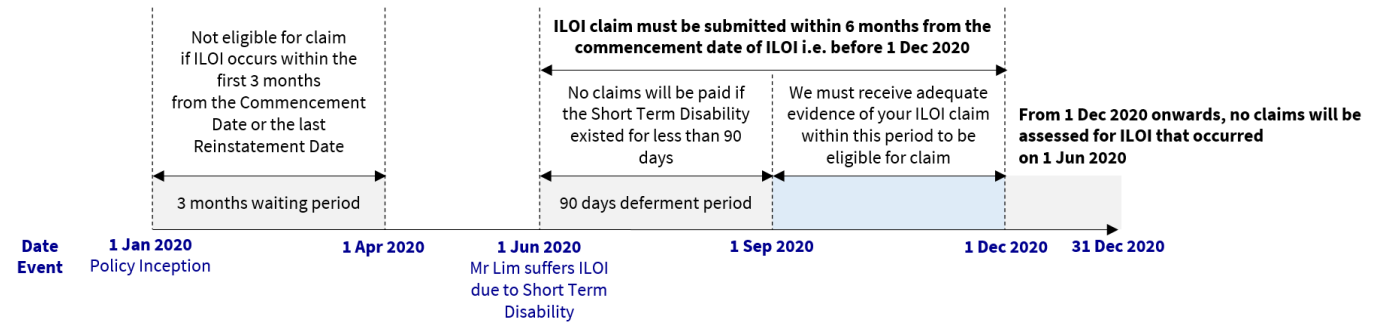 Not eligible for claim
if ILOI occurs within the
first 3 months
from the Commencement
Date or the last
Reinstatement Date
3 months waiting period
ILOI claim must be submitted within 6 months from the
commencement date of ILOI i.e. before 1 Dec 2020
No claims will be paid if
the Short Term Disability
existed for less than 90
days
90 days deferment period
We must receive adequate
evidence of your ILOI claim
within this period to be
eligible for claim
From 1 Dec 2020 onwards, no claims will be
assessed for ILOI that occurred
on 1 Jun 2020
Date
Event
1 Jan 2020
Policy Inception
1 Apr 2020
1 Jun 2020
Mr Lim suffers ILOI
due to Short Term
Disability
1 Sep 2020
1 Dec 2020
31 Dec 2020